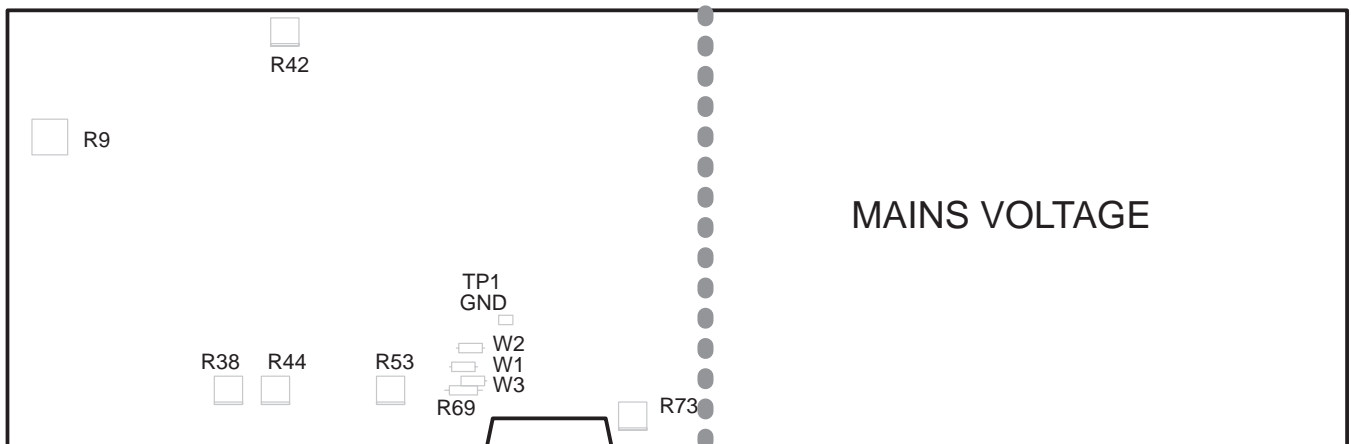 R42
R9
MAINS VOLTAGE
TP1
GND
W2
R38 R44 R53 W1
W3
R69 R73